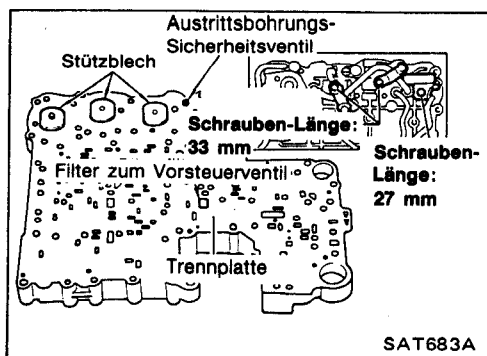 Austrittsbohrungs-
Sicherheitsventil
Stützblech
Schrauben-Länge:
33 mm
Schrauben-
Länge:
27 mm
Filter zum Vorsteuerventil
Trennplatte
SAT683A